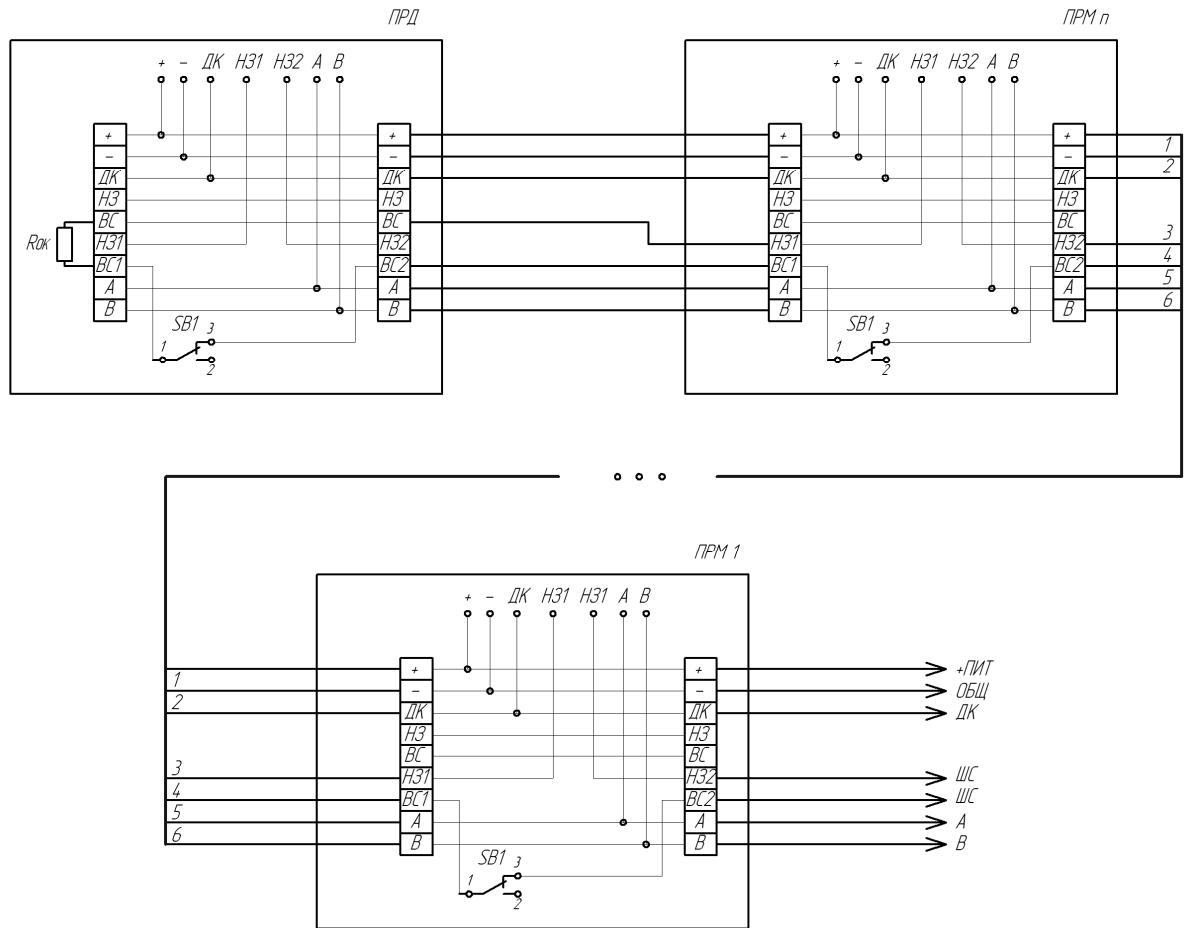 ПРД
ПРМ n
+ − ДК НЗ1 НЗ2 А В
+ − ДК НЗ1 НЗ2 А В
+ + + +
− − − −
ДК ДК ДК ДК
НЗ НЗ НЗ НЗ
ВС ВС ВС
НЗ1 НЗ2 НЗ1 НЗ2
ВС1 ВС2 ВС1 ВС2
А А А А
В В В В
Rок
1
2
3
4
5
6
SB1 3
1
2
SB1 3
1
2
ПРМ 1
+ − ДК НЗ1 НЗ1 А В
+ + +ПИТ
1
− − ОБЩ
2
ДК ДК ДК
НЗ НЗ
ВС ВС
3
НЗ1 НЗ2 ШС
4
ВС1 ВС2 ШС
5
А А А
6
В В В
SB1 3
1
2